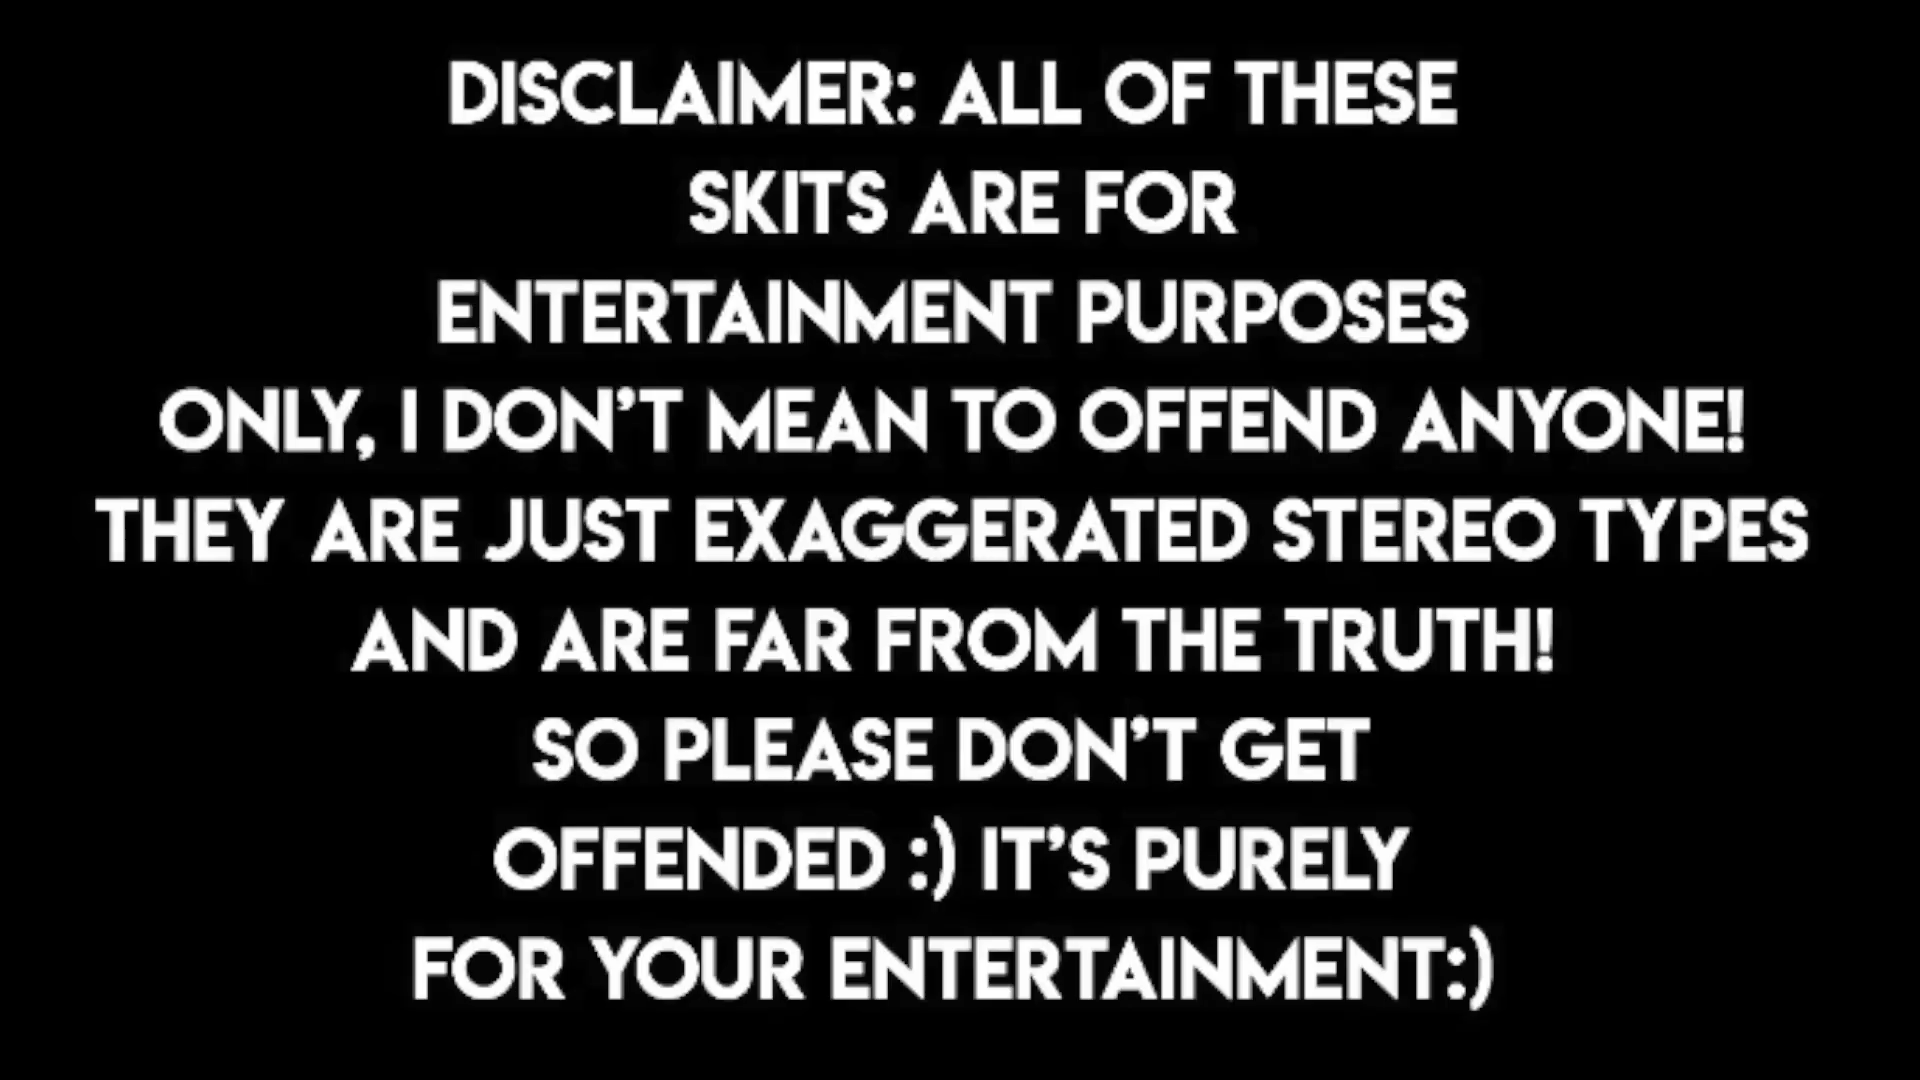 DISCLAIMER: ALL OF THESE
SKITS ARE FOR
ENTERTAINMENT PURPOSES
ONLY, I DON'T MEAN TO OFFEND ANYONE!
THEY ARE JUST EXAGGERATED STEREO TYPES
AND ARE FAR FROM THE TRUTH!
SO PLEASE DON'T GET
OFFENDED :) IT'S PURELY
FOR YOUR ENTERTAINMENT:)